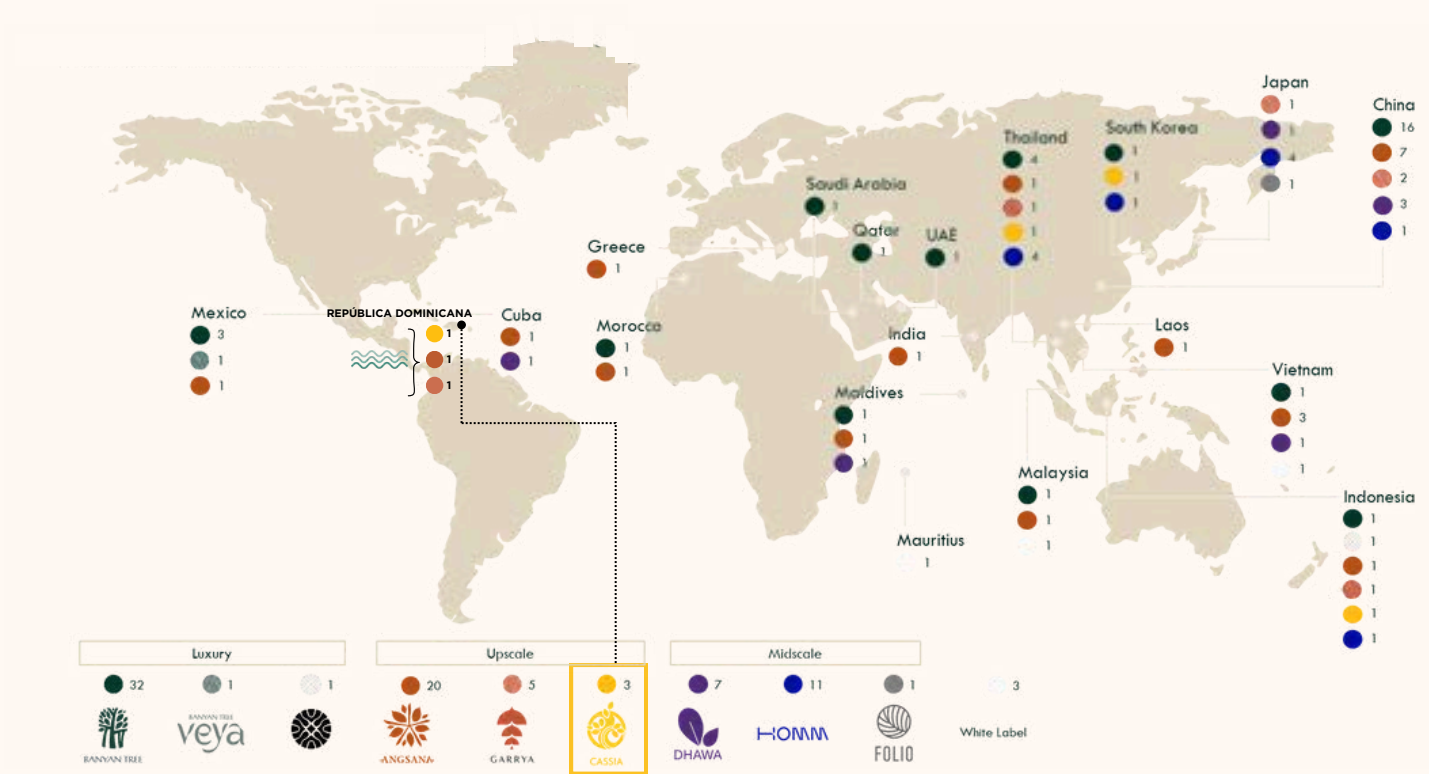 Japan
1
1
4
1
China
16
7
2
3
1
Thailand
4
1
1
1
4
South Korea
1
1
1
Saudi Arabia
1
Qatar
1
UAE
1
Greece
1
Mexico
3
1
1
REPÚBLICA DOMINICANA
1
1
1
Cuba
1
1
Morocco
1
1
India
1
Laos
1
Maldives
1
1
1
Vietnam
1
3
1
1
Malaysia
1
1
1
Mauritius
1
Indonesia
1
1
1
1
1
1
Luxury
32 1 1
BANYAN TREE
BANYAN TREE
veya
Upscale
20 5 3
ANGSANA GARRYA CASSIA
Midscale
7 11 1
DHAWA HOMM FOLIO
3
White Label